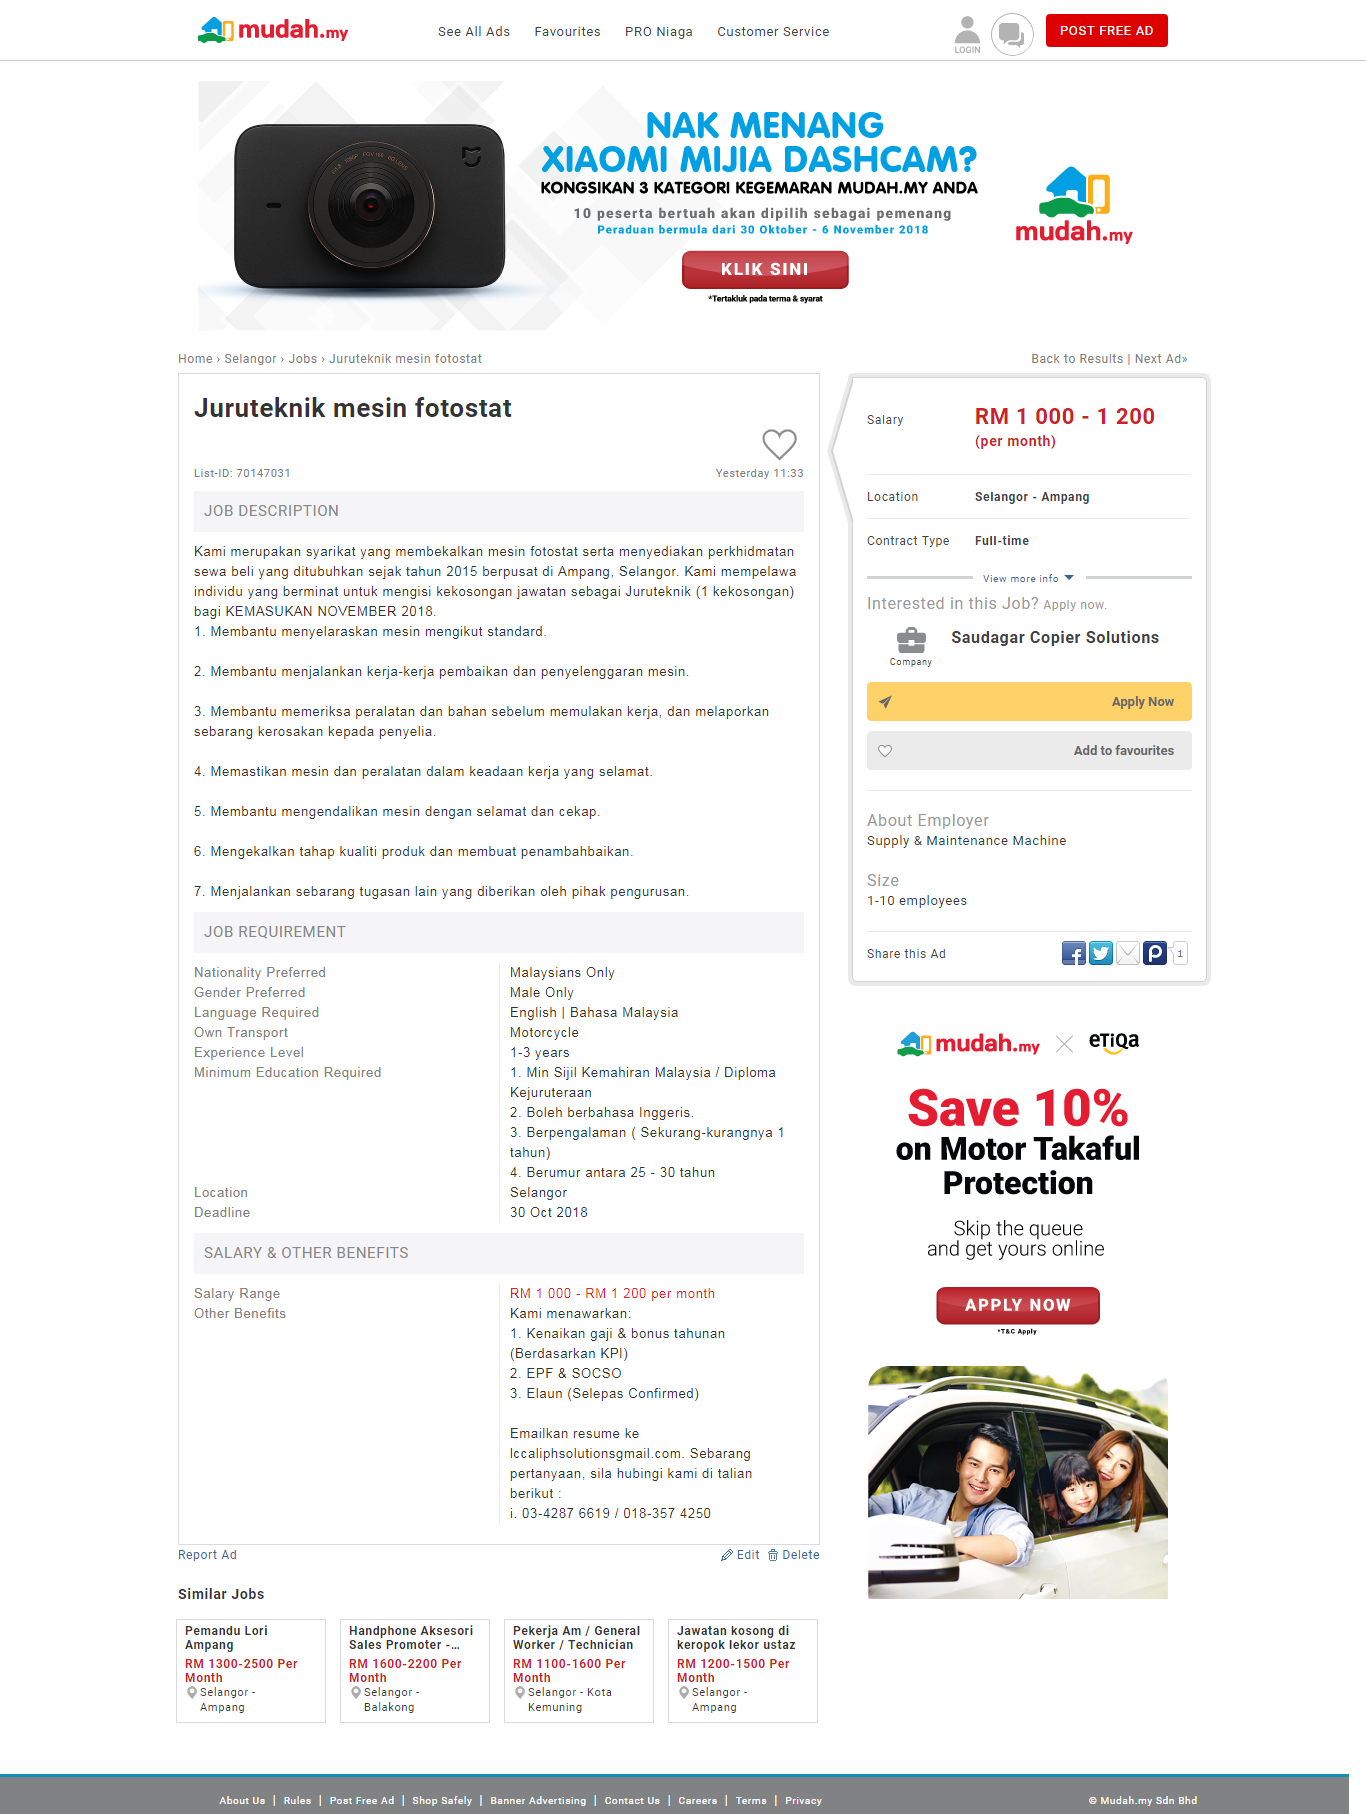 mudah.my
See All Ads Favourites PRO Niaga Customer Service
LOGIN
POST FREE AD
NAK MENANG
XIAOMI MIJIA DASHCAM?
KONGSIKAN 3 KATEGORI KEGEMARAN MUDAH.MY ANDA
10 peserta bertuah akan dipilih sebagai pemenang
Peraduan bermula dari 30 Oktober - 6 November 2018
KLIK SINI
*Tertakluk pada terma & syarat
mudah.my
Home › Selangor › Jobs › Juruteknik mesin fotostat
Back to Results | Next Ad»
Juruteknik mesin fotostat
List-ID: 70147031
Yesterday 11:33
JOB DESCRIPTION
Kami merupakan syarikat yang membekalkan mesin fotostat serta menyediakan perkhidmatan
sewa beli yang ditubuhkan sejak tahun 2015 berpusat di Ampang, Selangor. Kami mempelawa
individu yang berminat untuk mengisi kekosongan jawatan sebagai Juruteknik (1 kekosongan)
bagi KEMASUKAN NOVEMBER 2018.
1. Membantu menyelaraskan mesin mengikut standard.
2. Membantu menjalankan kerja-kerja pembaikan dan penyelenggaran mesin.
3. Membantu memeriksa peralatan dan bahan sebelum memulakan kerja, dan melaporkan
sebarang kerosakan kepada penyelia.
4. Memastikan mesin dan peralatan dalam keadaan kerja yang selamat.
5. Membantu mengendalikan mesin dengan selamat dan cekap.
6. Mengekalkan tahap kualiti produk dan membuat penambahbaikan.
7. Menjalankan sebarang tugasan lain yang diberikan oleh pihak pengurusan.
JOB REQUIREMENT
Nationality Preferred Malaysians Only
Gender Preferred Male Only
Language Required English | Bahasa Malaysia
Own Transport Motorcycle
Experience Level 1-3 years
Minimum Education Required 1. Min Sijil Kemahiran Malaysia / Diploma
Kejuruteraan
2. Boleh berbahasa Inggeris.
3. Berpengalaman ( Sekurang-kurangnya 1
tahun)
4. Berumur antara 25 - 30 tahun
Location Selangor
Deadline 30 Oct 2018
SALARY & OTHER BENEFITS
Salary Range RM 1 000 - RM 1 200 per month
Other Benefits Kami menawarkan:
1. Kenaikan gaji & bonus tahunan
(Berdasarkan KPI)
2. EPF & SOCSO
3. Elaun (Selepas Confirmed)
Emailkan resume ke
lccaliphsolutionsgmail.com. Sebarang
pertanyaan, sila hubingi kami di talian
berikut :
i. 03-4287 6619 / 018-357 4250
Report Ad
Edit Delete
Salary RM 1 000 - 1 200
(per month)
Location Selangor - Ampang
Contract Type Full-time
View more info
Interested in this Job? Apply now.
Company
Saudagar Copier Solutions
Apply Now
Add to favourites
About Employer
Supply & Maintenance Machine
Size
1-10 employees
Share this Ad
1
mudah.my × eTiQa
Save 10%
on Motor Takaful
Protection
Skip the queue
and get yours online
APPLY NOW
*T&C Apply
Similar Jobs
Pemandu Lori
Ampang
RM 1300-2500 Per
Month
Selangor -
Ampang
Handphone Aksesori
Sales Promoter -...
RM 1600-2200 Per
Month
Selangor -
Balakong
Pekerja Am / General
Worker / Technician
RM 1100-1600 Per
Month
Selangor - Kota
Kemuning
Jawatan kosong di
keropok lekor ustaz
RM 1200-1500 Per
Month
Selangor -
Ampang
About Us | Rules | Post Free Ad | Shop Safely | Banner Advertising | Contact Us | Careers | Terms | Privacy
© Mudah.my Sdn Bhd